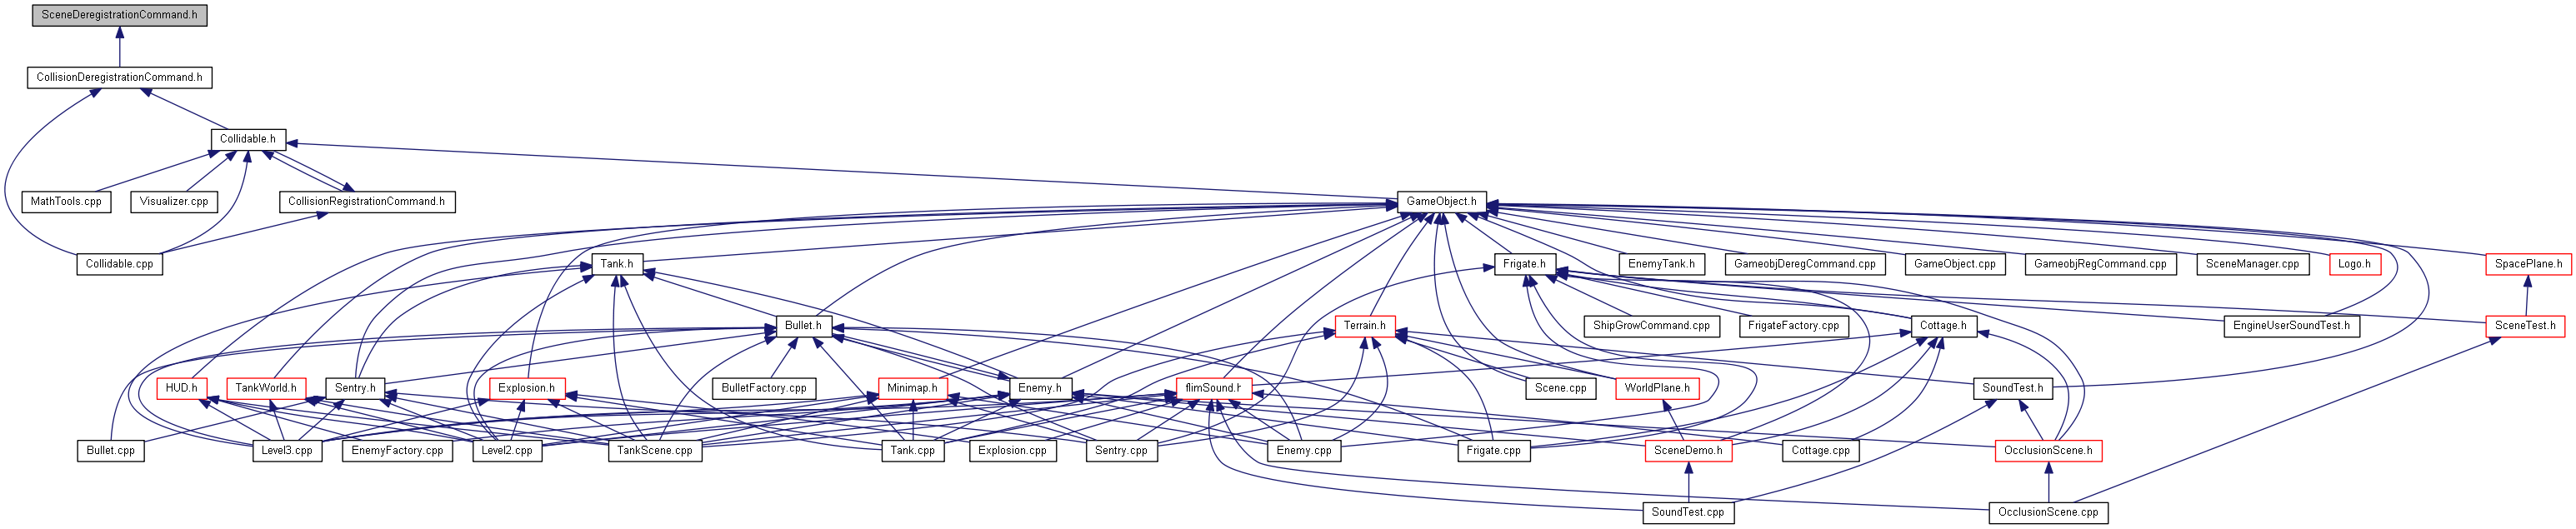 SceneDeregistrationCommand.h
CollisionDeregistrationCommand.h
Collidable.h
MathTools.cpp
Visualizer.cpp
CollisionRegistrationCommand.h
GameObject.h
Collidable.cpp
Tank.h
Frigate.h
EnemyTank.h
GameobjDeregCommand.cpp
GameObject.cpp
GameobjRegCommand.cpp
SceneManager.cpp
Logo.h
SpacePlane.h
Bullet.h
Terrain.h
ShipGrowCommand.cpp
FrigateFactory.cpp
Cottage.h
EngineUserSoundTest.h
SceneTest.h
HUD.h
TankWorld.h
Sentry.h
Explosion.h
BulletFactory.cpp
Minimap.h
Enemy.h
flimSound.h
Scene.cpp
WorldPlane.h
SoundTest.h
Bullet.cpp
Level3.cpp
EnemyFactory.cpp
Level2.cpp
TankScene.cpp
Tank.cpp
Explosion.cpp
Sentry.cpp
Enemy.cpp
Frigate.cpp
SceneDemo.h
Cottage.cpp
OcclusionScene.h
SoundTest.cpp
OcclusionScene.cpp